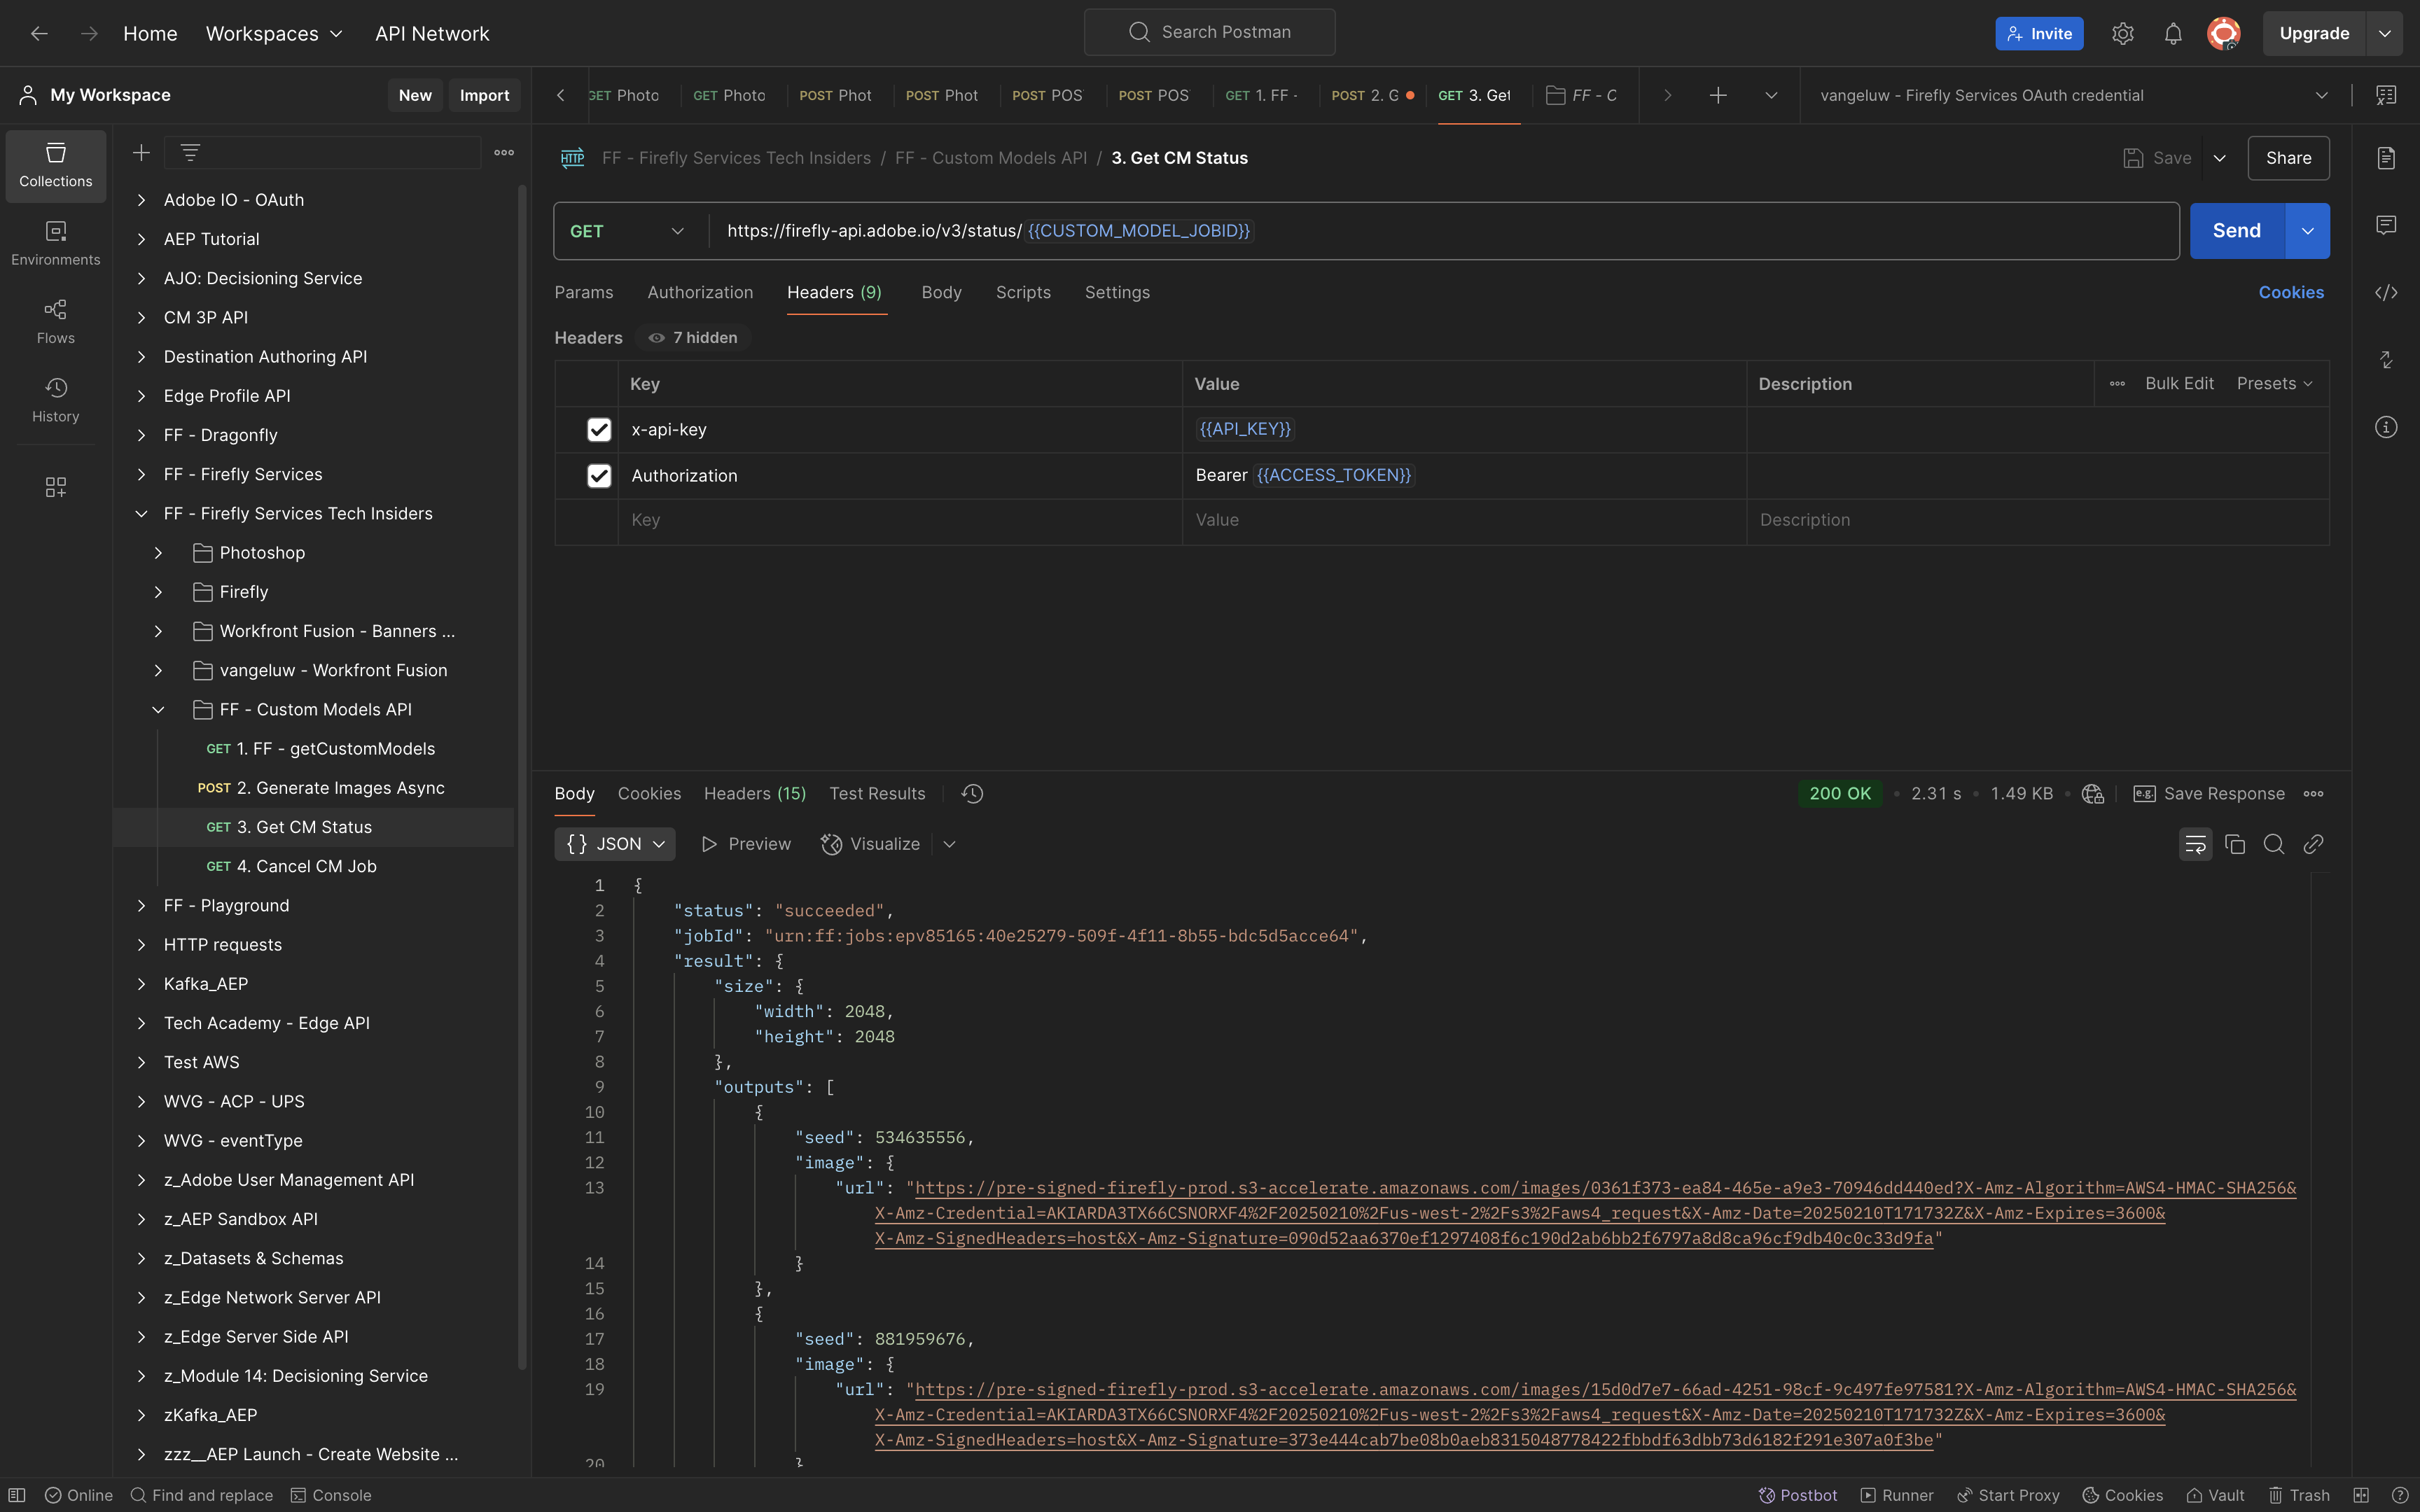 Home
Workspaces
API Network
Search Postman
Invite
Upgrade
My Workspace
New
Import
GET Photo
GET Photo
POST Phot
POST Phot
POST POS
POST POS
GET 1. FF -
POST 2. G
GET 3. Get
FF - C
vangeluw - Firefly Services OAuth credential
Collections
Environments
Flows
History
Adobe IO - OAuth
AEP Tutorial
AJO: Decisioning Service
CM 3P API
Destination Authoring API
Edge Profile API
FF - Dragonfly
FF - Firefly Services
FF - Firefly Services Tech Insiders
Photoshop
Firefly
Workfront Fusion - Banners ...
vangeluw - Workfront Fusion
FF - Custom Models API
GET 1. FF - getCustomModels
POST 2. Generate Images Async
GET 3. Get CM Status
GET 4. Cancel CM Job
FF - Playground
HTTP requests
Kafka_AEP
Tech Academy - Edge API
Test AWS
WVG - ACP - UPS
WVG - eventType
z_Adobe User Management API
z_AEP Sandbox API
z_Datasets & Schemas
z_Edge Network Server API
z_Edge Server Side API
z_Module 14: Decisioning Service
zKafka_AEP
zzz__AEP Launch - Create Website ...
HTTP FF - Firefly Services Tech Insiders / FF - Custom Models API / 3. Get CM Status
Save
Share
GET
https://firefly-api.adobe.io/v3/status/ {{CUSTOM_MODEL_JOBID}}
Send
Params Authorization Headers (9) Body Scripts Settings
Cookies
Headers 7 hidden
Key Value Description Bulk Edit Presets
x-api-key {{API_KEY}}
Authorization Bearer {{ACCESS_TOKEN}}
Key Value Description
Body Cookies Headers (15) Test Results
200 OK • 2.31 s • 1.49 KB • e.g. Save Response
{} JSON Preview Visualize
1 {
2 "status": "succeeded",
3 "jobId": "urn:ff:jobs:epv85165:40e25279-509f-4f11-8b55-bdc5d5acce64",
4 "result": {
5 "size": {
6 "width": 2048,
7 "height": 2048
8 },
9 "outputs": [
10 {
11 "seed": 534635556,
12 "image": {
13 "url": "https://pre-signed-firefly-prod.s3-accelerate.amazonaws.com/images/0361f373-ea84-465e-a9e3-70946dd440ed?X-Amz-Algorithm=AWS4-HMAC-SHA256&
X-Amz-Credential=AKIARDA3TX66CSNORXF4%2F20250210%2Fus-west-2%2Fs3%2Faws4_request&X-Amz-Date=20250210T171732Z&X-Amz-Expires=3600&
X-Amz-SignedHeaders=host&X-Amz-Signature=090d52aa6370ef1297408f6c190d2ab6bb2f6797a8d8ca96cf9db40c0c33d9fa"
14 }
15 },
16 {
17 "seed": 881959676,
18 "image": {
19 "url": "https://pre-signed-firefly-prod.s3-accelerate.amazonaws.com/images/15d0d7e7-66ad-4251-98cf-9c497fe97581?X-Amz-Algorithm=AWS4-HMAC-SHA256&
X-Amz-Credential=AKIARDA3TX66CSNORXF4%2F20250210%2Fus-west-2%2Fs3%2Faws4_request&X-Amz-Date=20250210T171732Z&X-Amz-Expires=3600&
X-Amz-SignedHeaders=host&X-Amz-Signature=373e444cab7be08b0aeb8315048778422fbbdf63dbb73d6182f291e307a0f3be"
20 }
Online
Find and replace
Console
Postbot
Runner
Start Proxy
Cookies
Vault
Trash